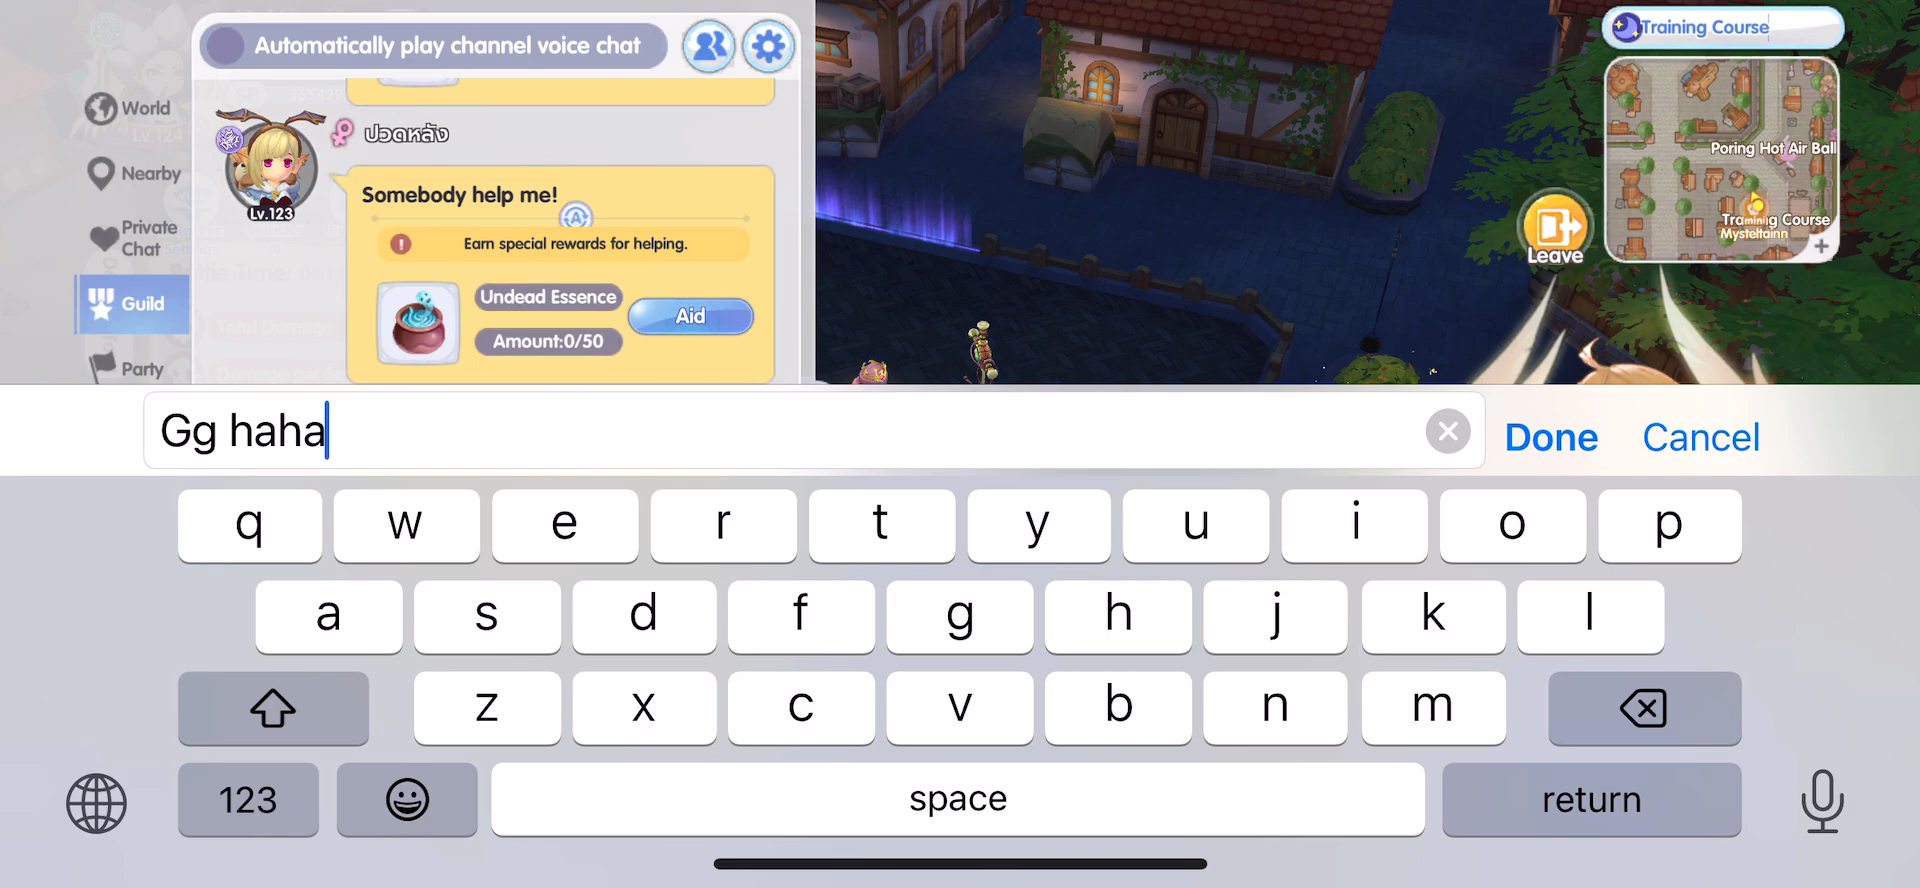 Automatically play channel voice chat
World
Nearby
Private Chat
Guild
Party
ปวดหลัง
Lv.123
Somebody help me!
A
Earn special rewards for helping.
Undead Essence
Amount:0/50
Aid
Training Course
Poring Hot Air Ball
Training Course
Mysteltainn
Leave
Gg haha
Done
Cancel
q w e r t y u i o p
a s d f g h j k l
z x c v b n m
123
space
return